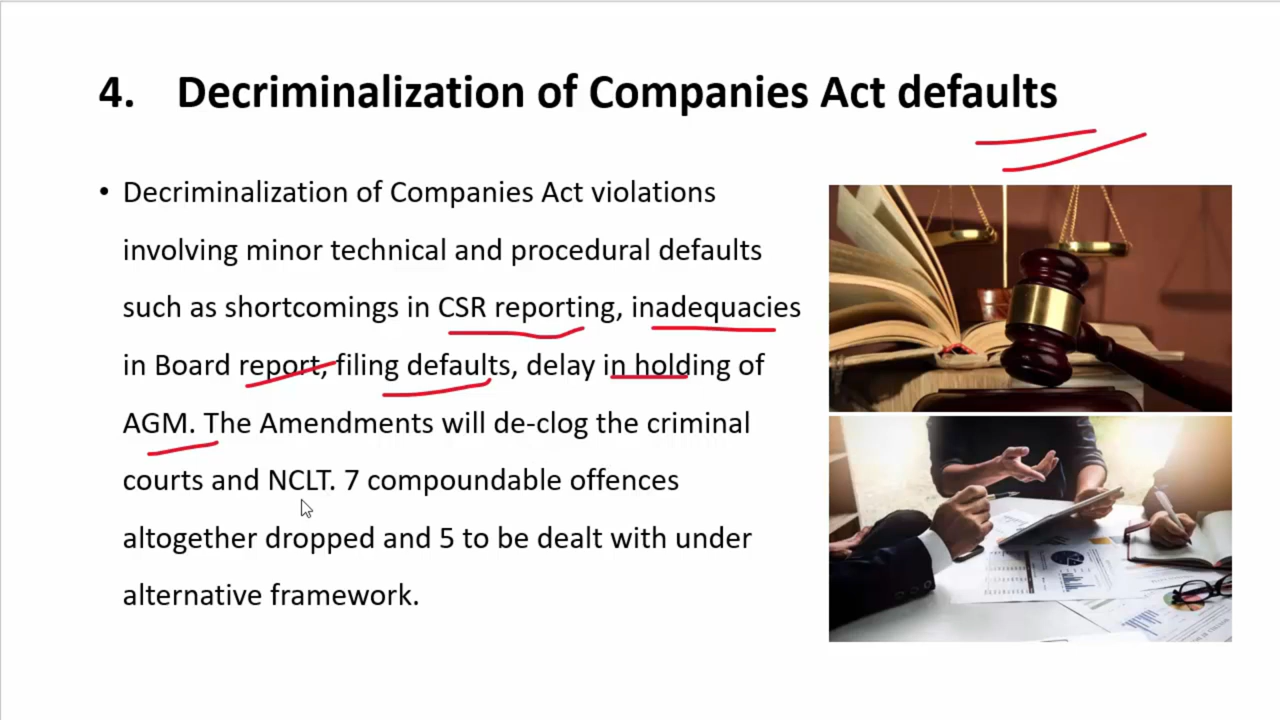 4. Decriminalization of Companies Act defaults
• Decriminalization of Companies Act violations
involving minor technical and procedural defaults
such as shortcomings in CSR reporting, inadequacies
in Board report, filing defaults, delay in holding of
AGM. The Amendments will de-clog the criminal
courts and NCLT. 7 compoundable offences
altogether dropped and 5 to be dealt with under
alternative framework.